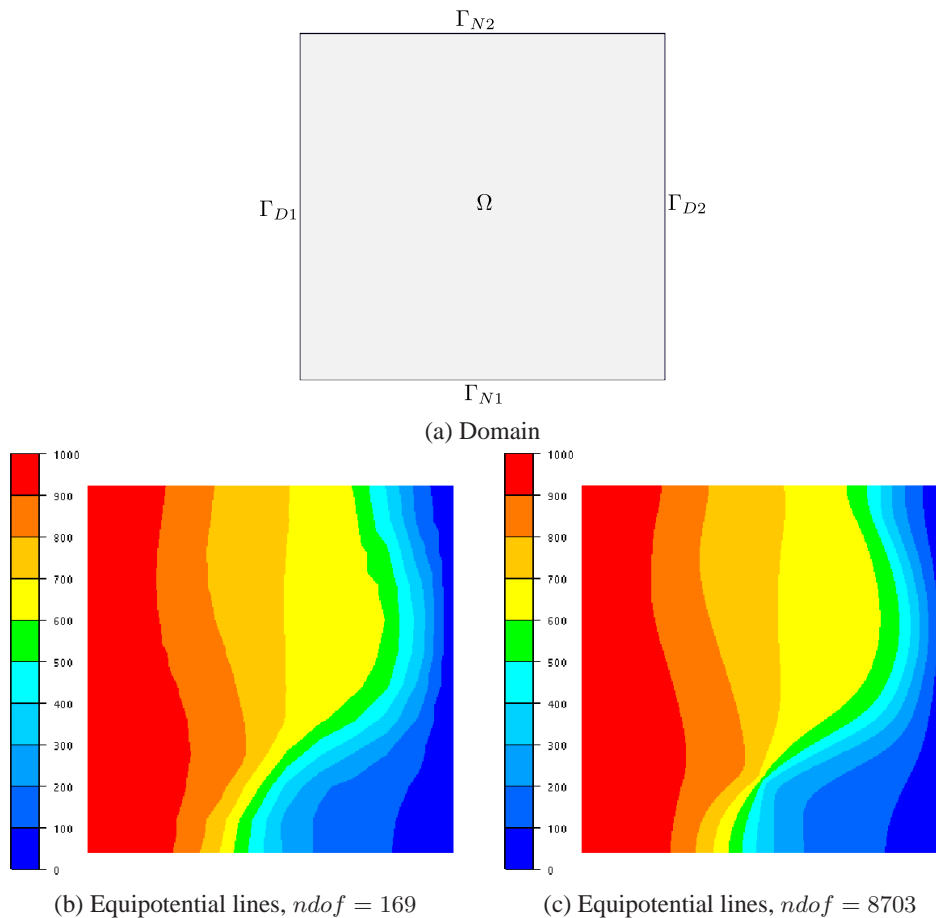 Γ_{N2}
Γ_{D1}
Ω
Γ_{D2}
Γ_{N1}
(a) Domain
1000
900
800
700
600
500
400
300
200
100
0
1000
900
800
700
600
500
400
300
200
100
0
(b) Equipotential lines, ndof = 169
(c) Equipotential lines, ndof = 8703